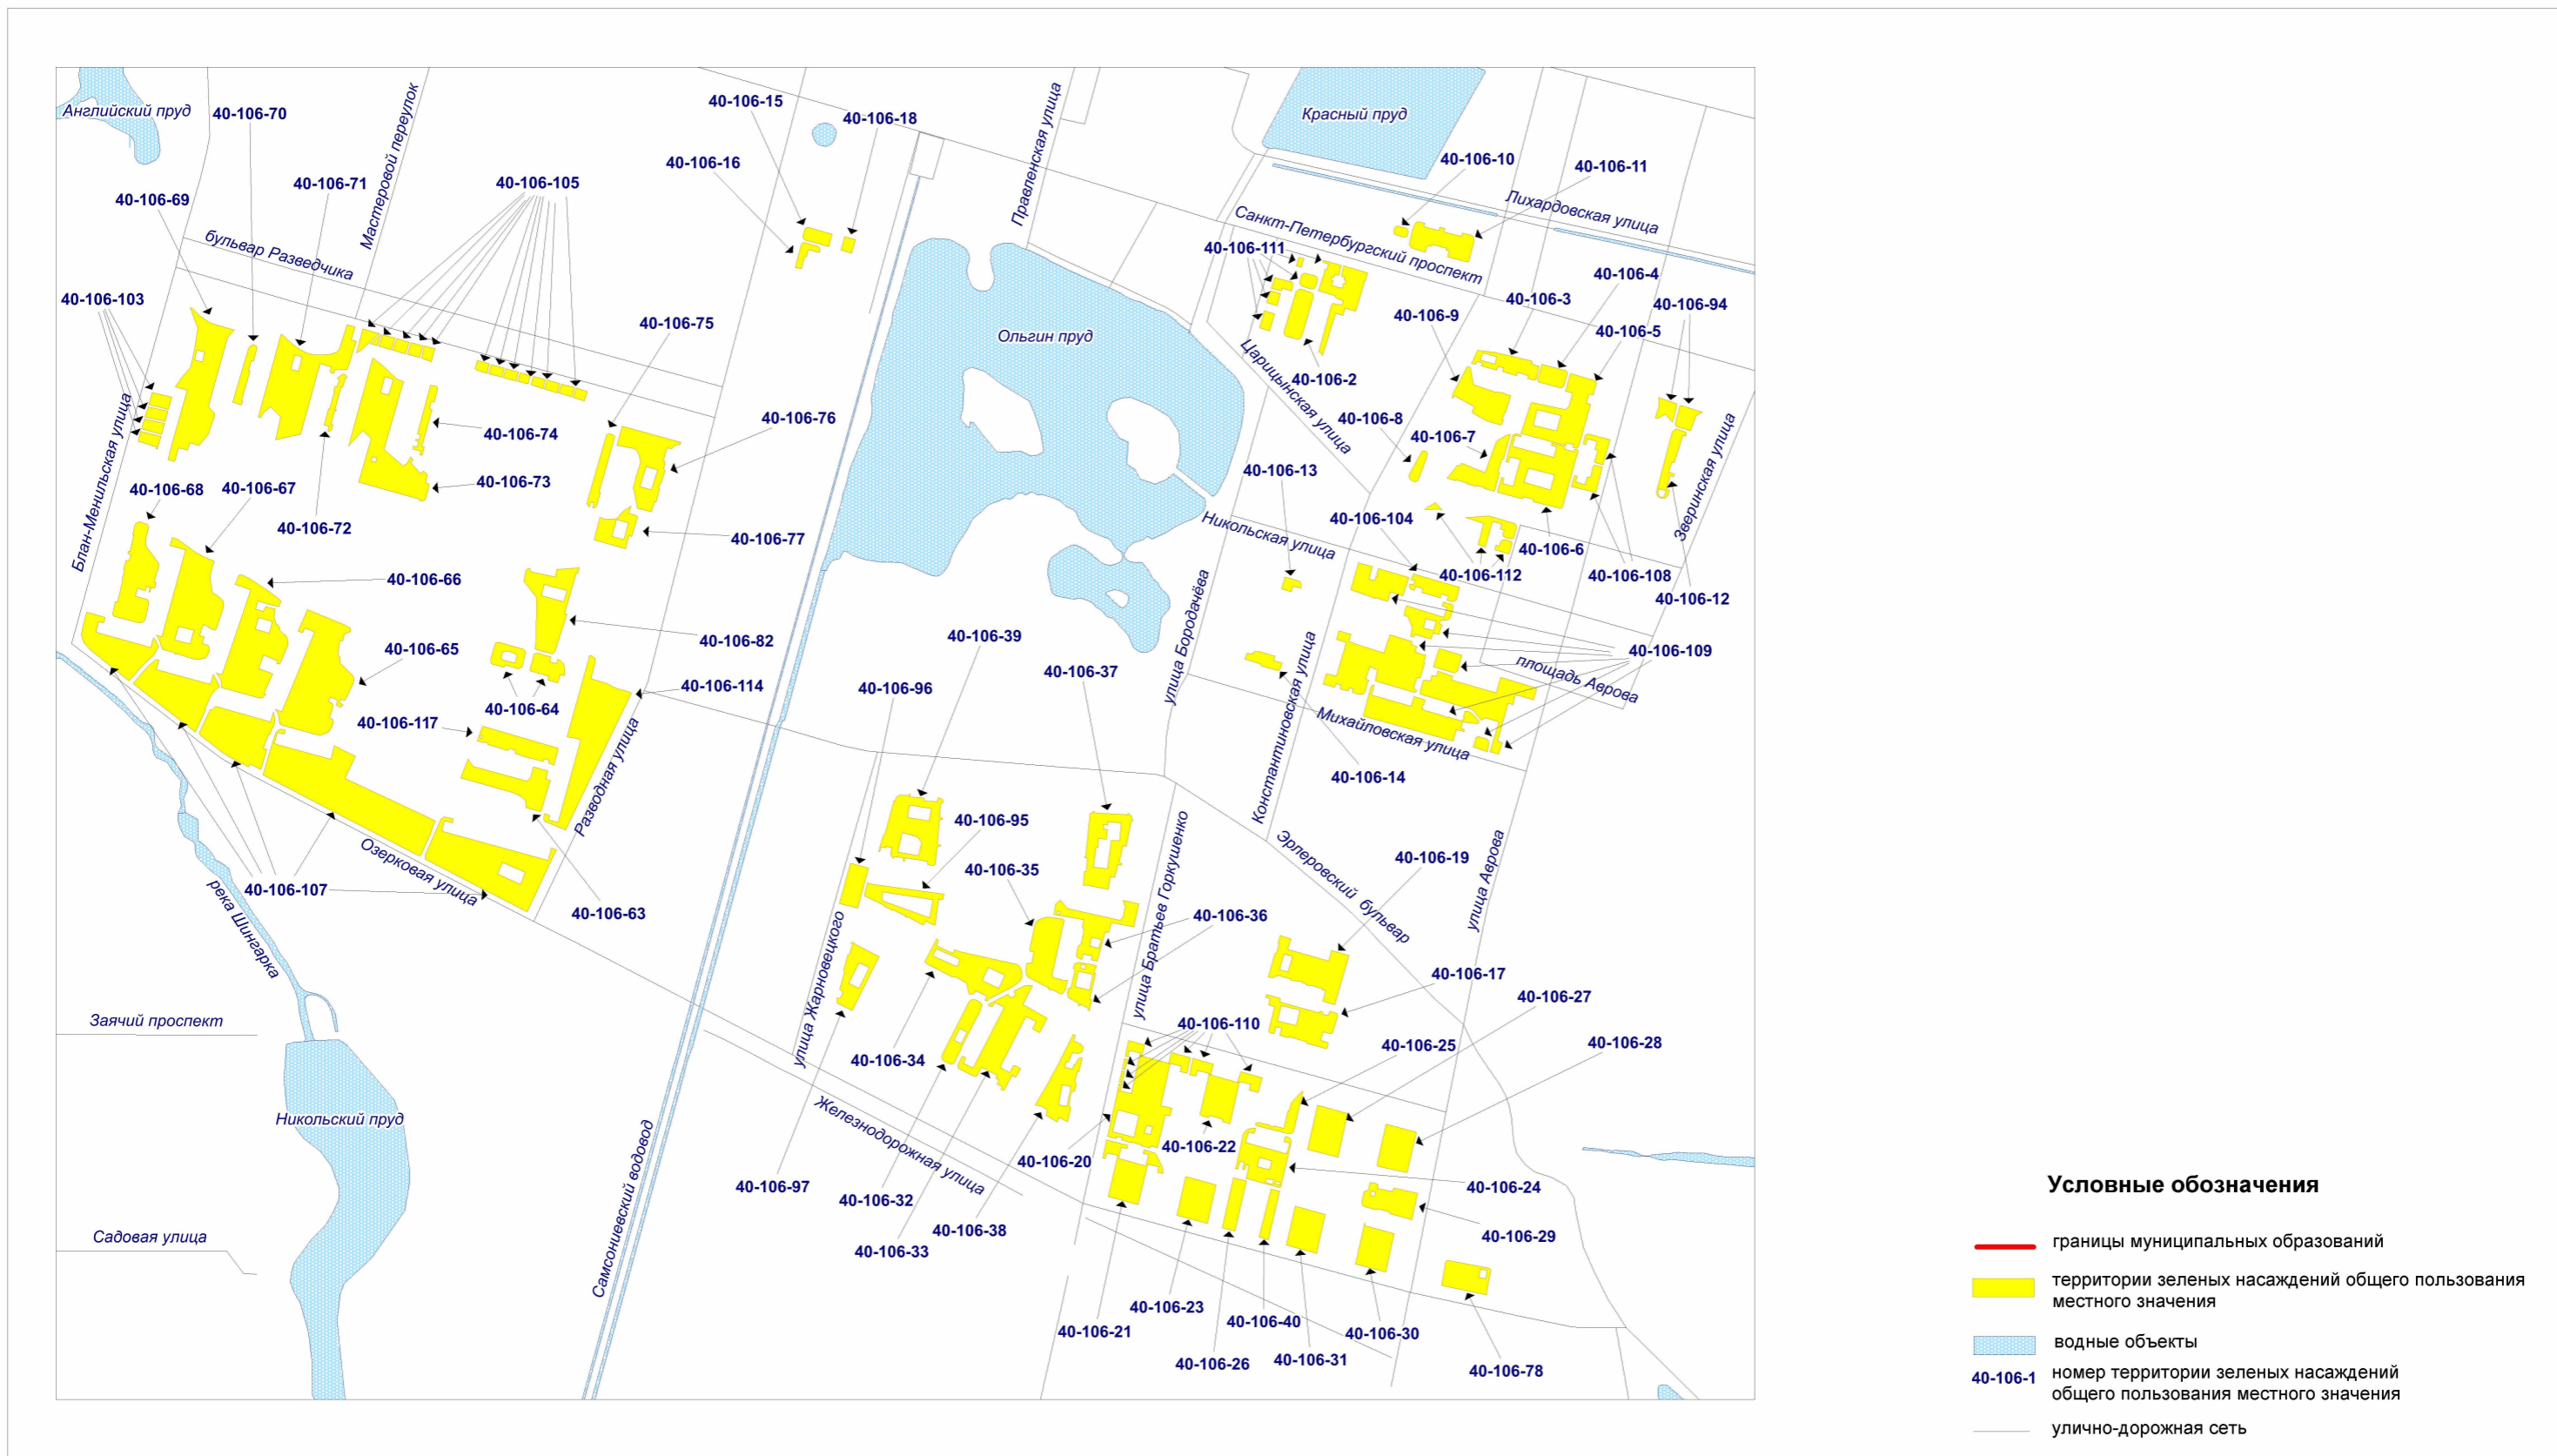 Английский пруд
40-106-70
Мастеровой переулок
40-106-15
40-106-18
Правленская улица
Красный пруд
40-106-16
40-106-10
40-106-11
40-106-71
40-106-105
40-106-69
Лихардовская улица
бульвар Разведчика
Санкт-Петербургский проспект
40-106-111
40-106-4
40-106-103
40-106-3
40-106-94
40-106-75
40-106-9
40-106-5
Ольгин пруд
Царицынская улица
40-106-2
Блан-Менильская улица
40-106-76
40-106-8
40-106-74
40-106-7
Зверинская улица
40-106-13
40-106-73
40-106-68
40-106-67
40-106-72
40-106-77
Никольская улица
40-106-104
40-106-6
40-106-66
40-106-112
40-106-108
40-106-12
улица Бородачёва
40-106-82
40-106-39
40-106-65
40-106-109
Константиновская улица
площадь Аврова
40-106-37
40-106-96
40-106-114
40-106-64
40-106-117
Михайловская улица
40-106-14
Разводная улица
40-106-95
улица Братьев Горкушенко
Эрлеровский бульвар
40-106-19
улица Аврова
Озерковая улица
40-106-35
40-106-107
40-106-63
40-106-36
река Шингарка
улица Жарновецкого
40-106-17
40-106-27
Заячий проспект
40-106-110
40-106-34
40-106-25
40-106-28
Никольский пруд
Железнодорожная улица
40-106-22
40-106-20
Самсониевский водовод
40-106-97
40-106-32
40-106-24
40-106-38
40-106-33
40-106-29
Садовая улица
40-106-23
40-106-21
40-106-40
40-106-30
40-106-26
40-106-31
40-106-78
Условные обозначения
границы муниципальных образований
территории зеленых насаждений общего пользования
местного значения
водные объекты
40-106-1
номер территории зеленых насаждений
общего пользования местного значения
улично-дорожная сеть